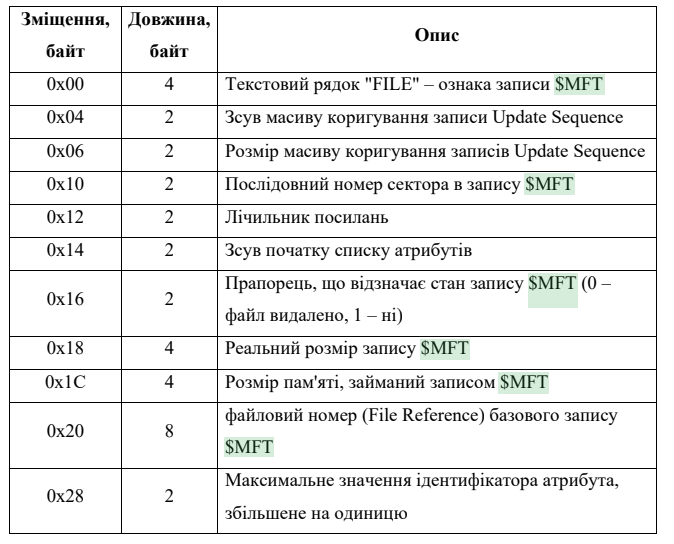 Зміщення, байт	Довжина, байт	Опис
0x00	4	Текстовий рядок "FILE" – ознака записи $MFT
0x04	2	Зсув масиву коригування записи Update Sequence
0x06	2	Розмір масиву коригування записів Update Sequence
0x10	2	Послідовний номер сектора в запису $MFT
0x12	2	Лічильник посилань
0x14	2	Зсув початку списку атрибутів
0x16	2	Прапорець, що відзначає стан запису $MFT (0 –
файл видалено, 1 – ні)
0x18	4	Реальний розмір запису $MFT
0x1C	4	Розмір пам'яті, займаний записом $MFT
0x20	8	файловий номер (File Reference) базового запису
$MFT
0x28	2	Максимальне значення ідентифікатора атрибута,
збільшене на одиницю